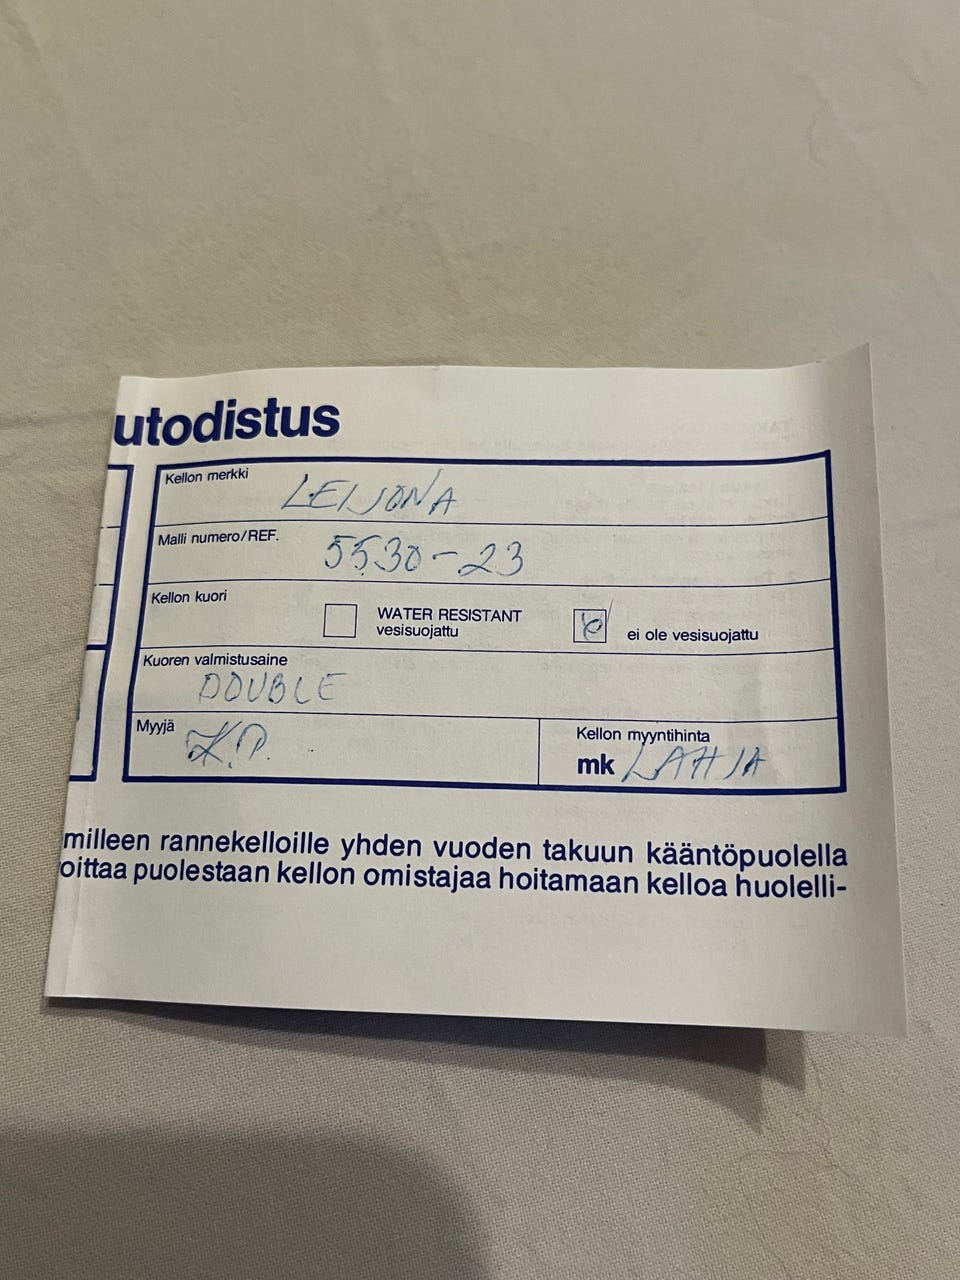 utodistus
Kellon merkki LEIJONA
Malli numero/REF. 5530-23
Kellon kuori
WATER RESISTANT
vesisuojattu
ei ole vesisuojattu
Kuoren valmistusaine
DOUBLE
Myyjä K.P.
Kellon myyntihinta
mk LAHJA
milleen rannekelloille yhden vuoden takuun kääntöpuolella
oittaa puolestaan kellon omistajaa hoitamaan kelloa huolelli-